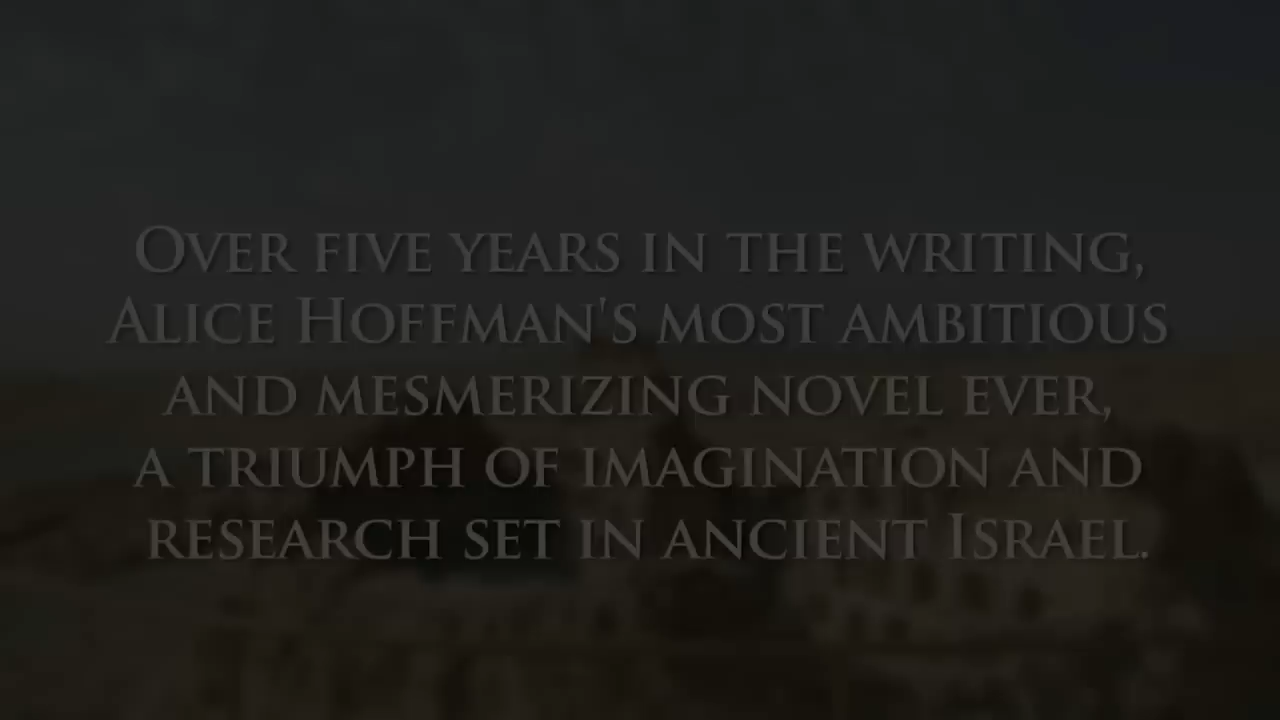 Over five years in the writing,
Alice Hoffman's most ambitious
and mesmerizing novel ever,
a triumph of imagination and
research set in ancient Israel.